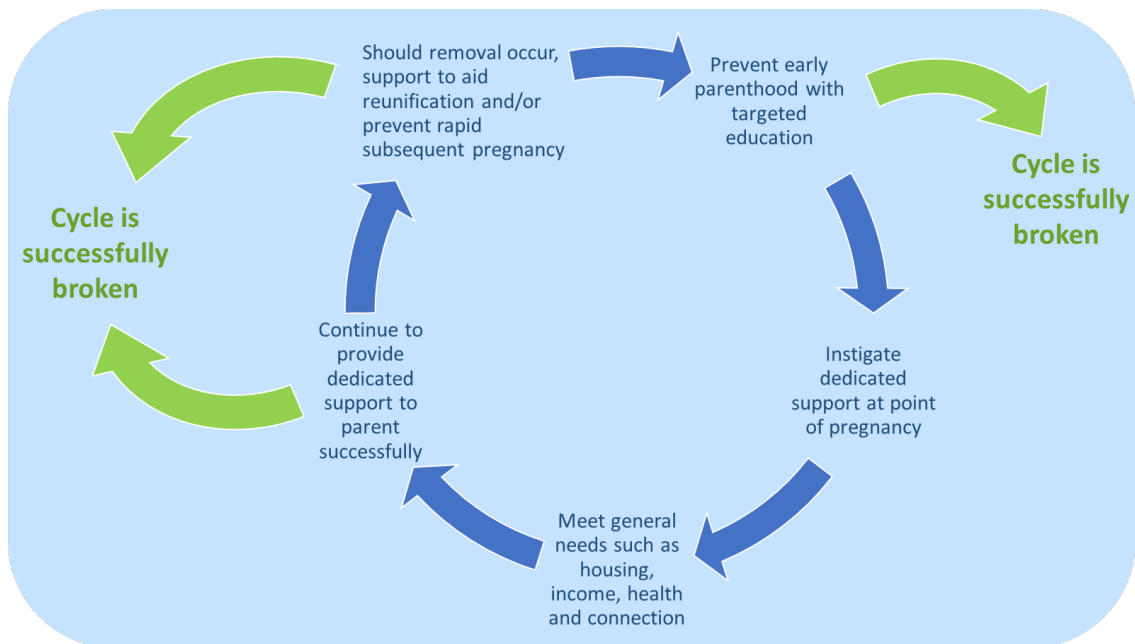 Should removal occur,
support to aid
reunification and/or
prevent rapid
subsequent pregnancy
Prevent early
parenthood with
targeted
education
Cycle is
successfully
broken
Instigate
dedicated
support at point
of pregnancy
Meet general
needs such as
housing,
income, health
and connection
Continue to
provide
dedicated
support to
parent
successfully
Cycle is
successfully
broken